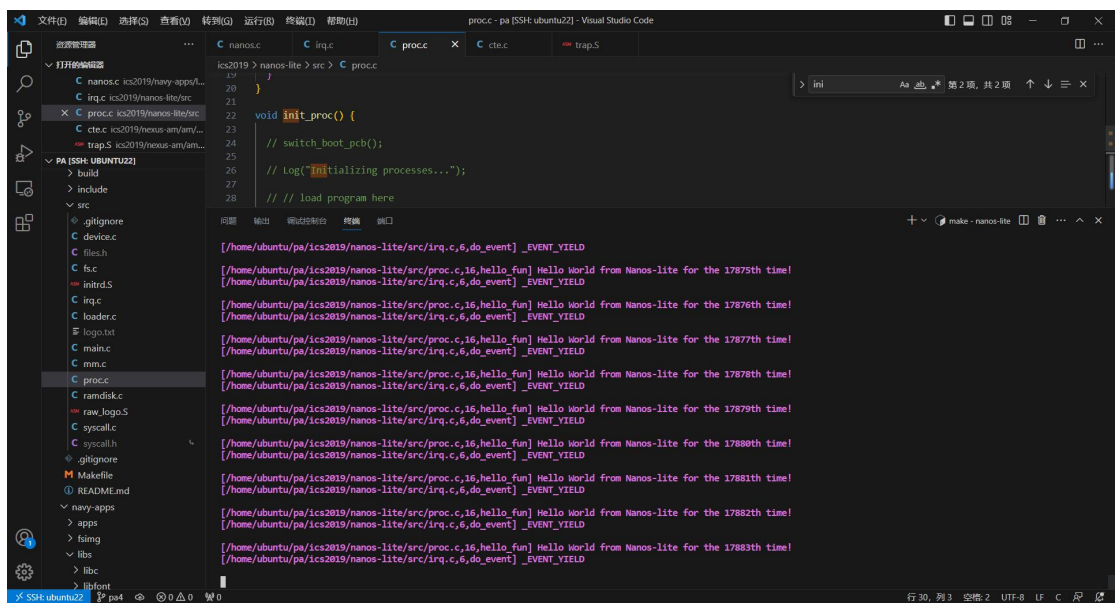 文件(F) 编辑(E) 选择(S) 查看(V) 转到(G) 运行(R) 终端(T) 帮助(H) proc.c - pa [SSH: ubuntu22] - Visual Studio Code
资源管理器 ···
C nanos.c C irq.c C proc.c × C cte.c ASM trap.S
打开的编辑器
C nanos.c ics2019/navy-apps/l...
C irq.c ics2019/nanos-lite/src
× C proc.c ics2019/nanos-lite/src
C cte.c ics2019/nexus-am/am/...
ASM trap.S ics2019/nexus-am/am...
PA [SSH: UBUNTU22]
> build
> include
src
.gitignore
C device.c
C files.h
C fs.c
ASM initrd.S
C irq.c
C loader.c
logo.txt
C main.c
C mm.c
C proc.c
C ramdisk.c
ASM raw_logo.S
C syscall.c
C syscall.h
.gitignore
M Makefile
README.md
navy-apps
> apps
> fsimg
libs
> libc
> libfont
ics2019 > nanos-lite > src > C proc.c
19 }
20 }
21
22 void init_proc() {
23
24 // switch_boot_pcb();
25
26 // Log("Initializing processes...");
27
28 // // load program here
> ini Aa ab .* 第 2 项, 共 2 项
问题 输出 调试控制台 终端 端口 make - nanos-lite
[/home/ubuntu/pa/ics2019/nanos-lite/src/irq.c,6,do_event] _EVENT_YIELD
[/home/ubuntu/pa/ics2019/nanos-lite/src/proc.c,16,hello_fun] Hello World from Nanos-lite for the 17875th time!
[/home/ubuntu/pa/ics2019/nanos-lite/src/irq.c,6,do_event] _EVENT_YIELD
[/home/ubuntu/pa/ics2019/nanos-lite/src/proc.c,16,hello_fun] Hello World from Nanos-lite for the 17876th time!
[/home/ubuntu/pa/ics2019/nanos-lite/src/irq.c,6,do_event] _EVENT_YIELD
[/home/ubuntu/pa/ics2019/nanos-lite/src/proc.c,16,hello_fun] Hello World from Nanos-lite for the 17877th time!
[/home/ubuntu/pa/ics2019/nanos-lite/src/irq.c,6,do_event] _EVENT_YIELD
[/home/ubuntu/pa/ics2019/nanos-lite/src/proc.c,16,hello_fun] Hello World from Nanos-lite for the 17878th time!
[/home/ubuntu/pa/ics2019/nanos-lite/src/irq.c,6,do_event] _EVENT_YIELD
[/home/ubuntu/pa/ics2019/nanos-lite/src/proc.c,16,hello_fun] Hello World from Nanos-lite for the 17879th time!
[/home/ubuntu/pa/ics2019/nanos-lite/src/irq.c,6,do_event] _EVENT_YIELD
[/home/ubuntu/pa/ics2019/nanos-lite/src/proc.c,16,hello_fun] Hello World from Nanos-lite for the 17880th time!
[/home/ubuntu/pa/ics2019/nanos-lite/src/irq.c,6,do_event] _EVENT_YIELD
[/home/ubuntu/pa/ics2019/nanos-lite/src/proc.c,16,hello_fun] Hello World from Nanos-lite for the 17881th time!
[/home/ubuntu/pa/ics2019/nanos-lite/src/irq.c,6,do_event] _EVENT_YIELD
[/home/ubuntu/pa/ics2019/nanos-lite/src/proc.c,16,hello_fun] Hello World from Nanos-lite for the 17882th time!
[/home/ubuntu/pa/ics2019/nanos-lite/src/irq.c,6,do_event] _EVENT_YIELD
[/home/ubuntu/pa/ics2019/nanos-lite/src/proc.c,16,hello_fun] Hello World from Nanos-lite for the 17883th time!
[/home/ubuntu/pa/ics2019/nanos-lite/src/irq.c,6,do_event] _EVENT_YIELD
SSH: ubuntu22 pa4 0 0 0 行 30, 列 3 空格: 2 UTF-8 LF C